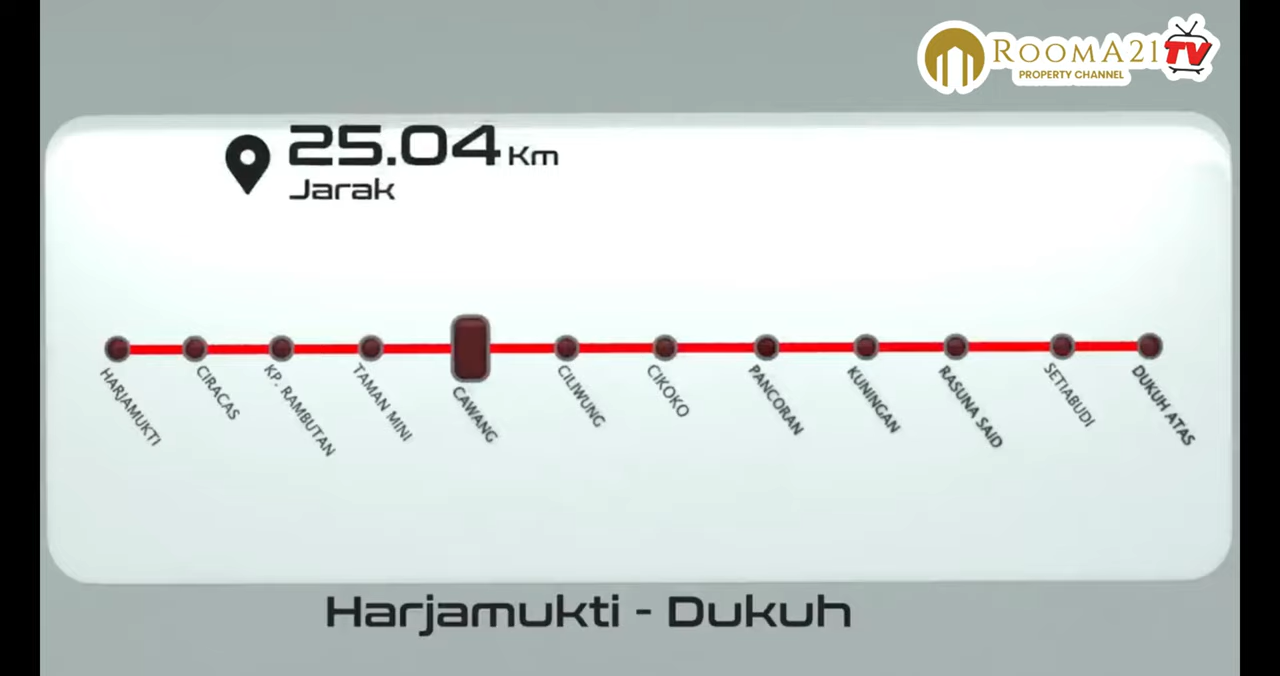 ROOMA21 TV
PROPERTY CHANNEL
25.04 Km
Jarak
HARJAMUKTI
CIRACAS
KP. RAMBUTAN
TAMAN MINI
CAWANG
CILIWUNG
CIKOKO
PANCORAN
KUNINGAN
RASUNA SAID
SETIABUDI
DUKUH ATAS
Harjamukti - Dukuh